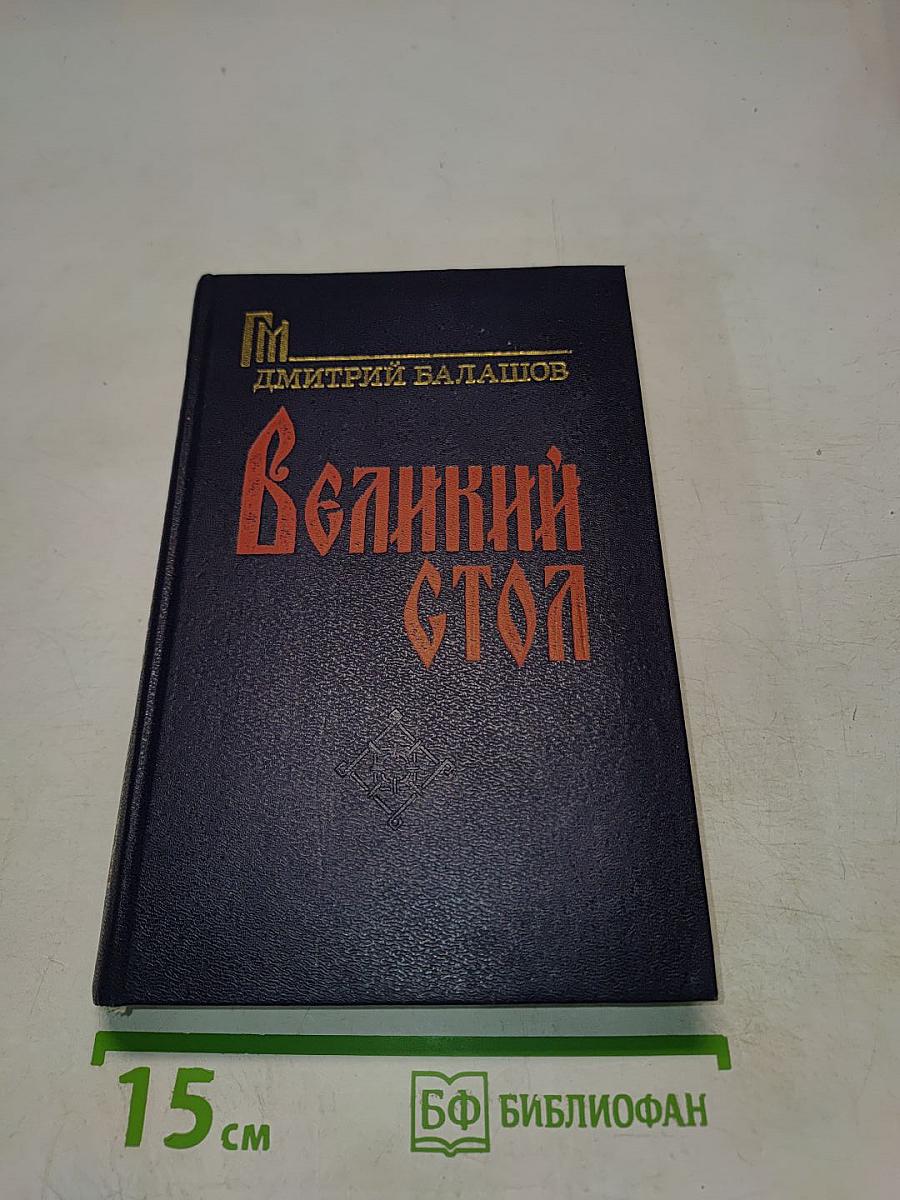 ГМ
ДМИТРИЙ БАЛАШОВ
Великий
стол
15 см
БФ БИБЛИОФАН